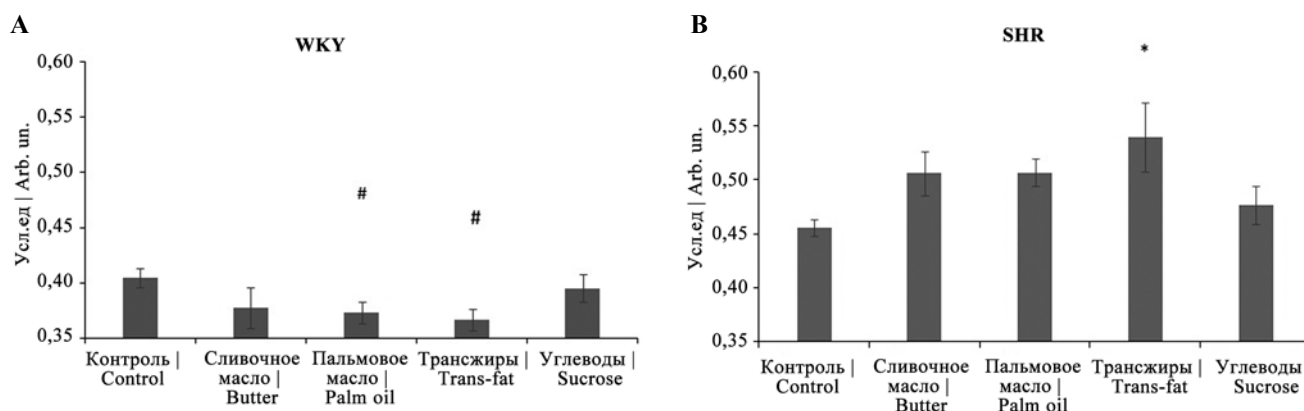 A
WKY
Усл.ед | Arb. un.
0,60
0,55
0,50
0,45
0,40
0,35
#
#
Контроль |
Control
Сливочное
масло |
Butter
Пальмовое
масло |
Palm oil
Трансжиры |
Trans-fat
Углеводы |
Sucrose
B
SHR
*
Усл.ед | Arb. un.
0,60
0,55
0,50
0,45
0,40
0,35
Контроль |
Control
Сливочное
масло |
Butter
Пальмовое
масло |
Palm oil
Трансжиры |
Trans-fat
Углеводы |
Sucrose